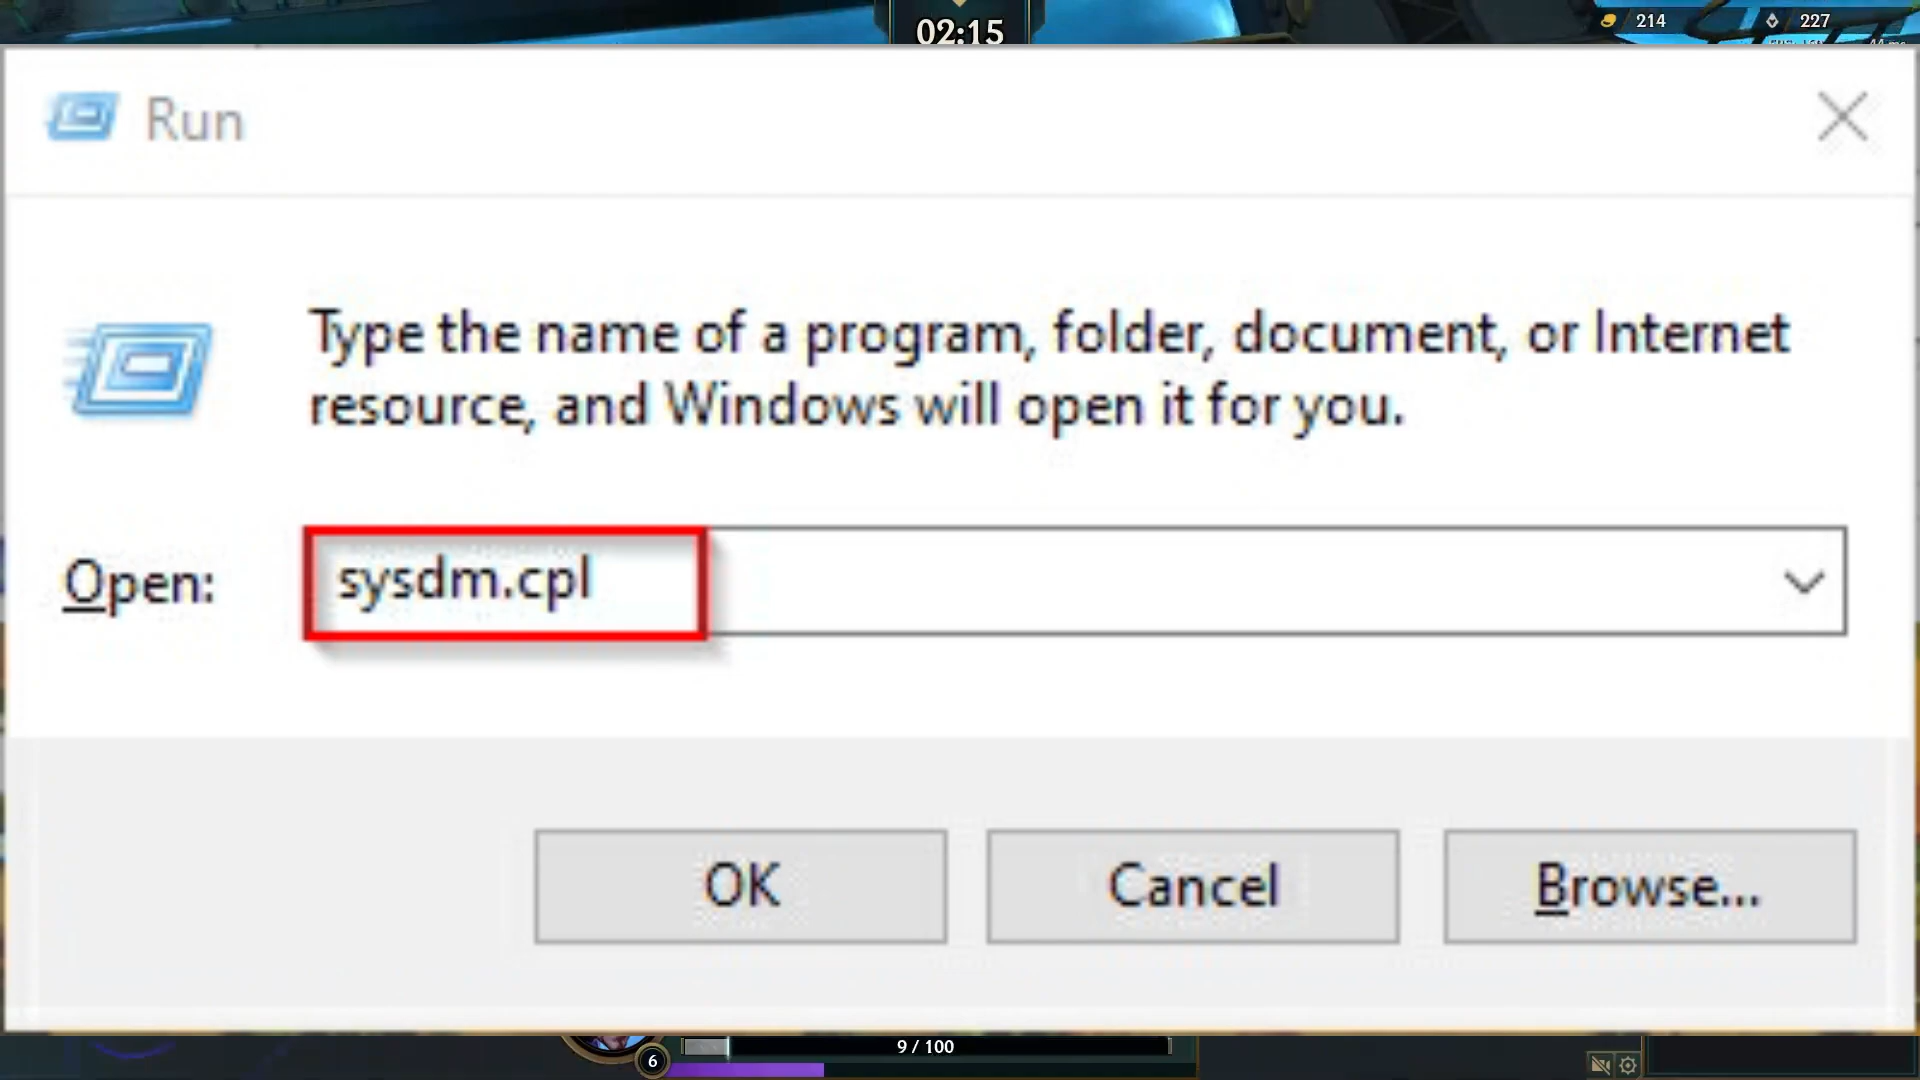 02:15
214
227
Run
Type the name of a program, folder, document, or Internet
resource, and Windows will open it for you.
Open:
sysdm.cpl
OK
Cancel
Browse...
9 / 100
6